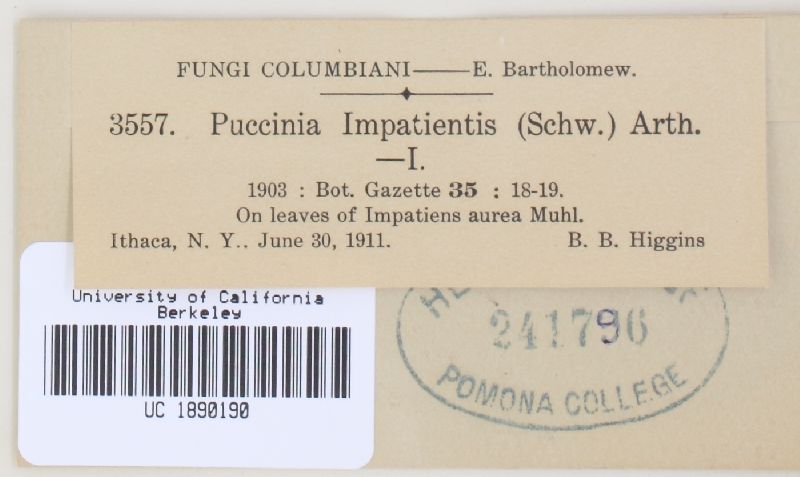 FUNGI COLUMBIANI—E. Bartholomew.
3557. Puccinia Impatientis (Schw.) Arth.
—I.
1903 : Bot. Gazette 35 : 18-19.
On leaves of Impatiens aurea Muhl.
Ithaca, N. Y.. June 30, 1911. B. B. Higgins
University of California
Berkeley
UC 1890190
241796
POMONA COLLEGE